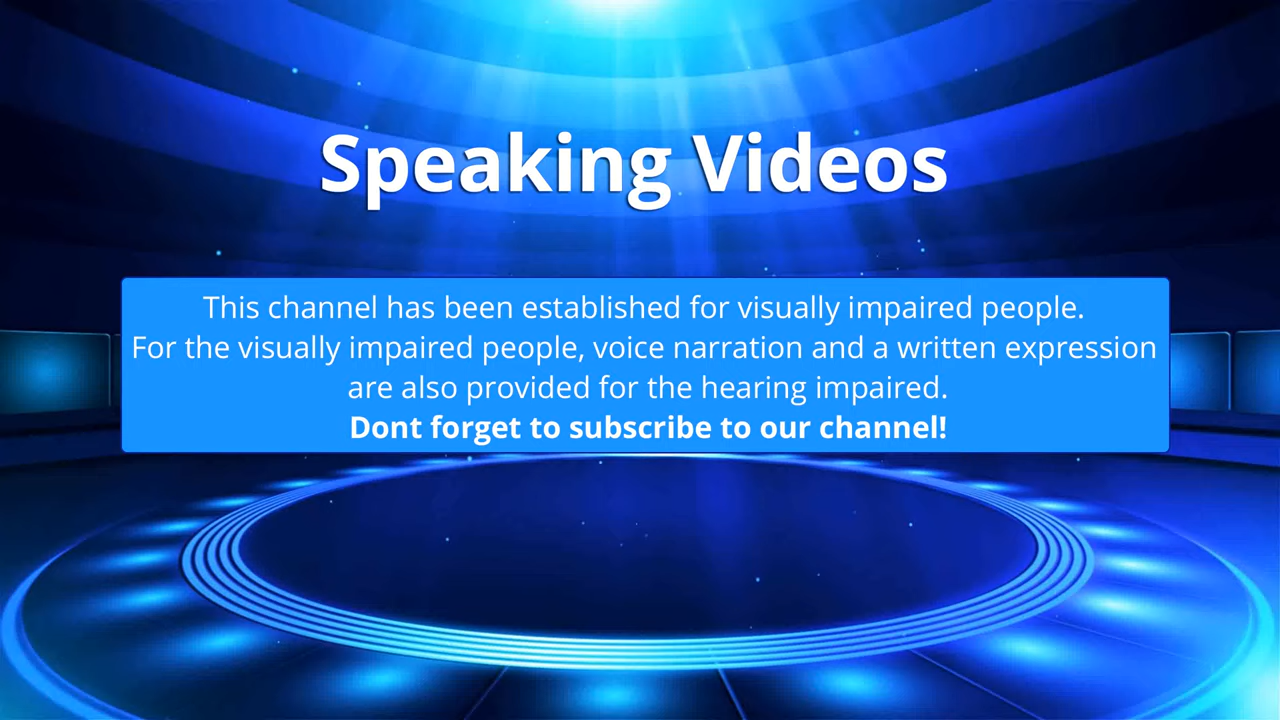 Speaking Videos
This channel has been established for visually impaired people.
For the visually impaired people, voice narration and a written expression
are also provided for the hearing impaired.
Dont forget to subscribe to our channel!